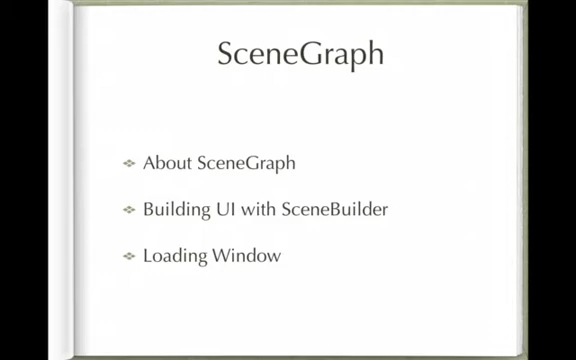 SceneGraph
About SceneGraph
Building UI with SceneBuilder
Loading Window